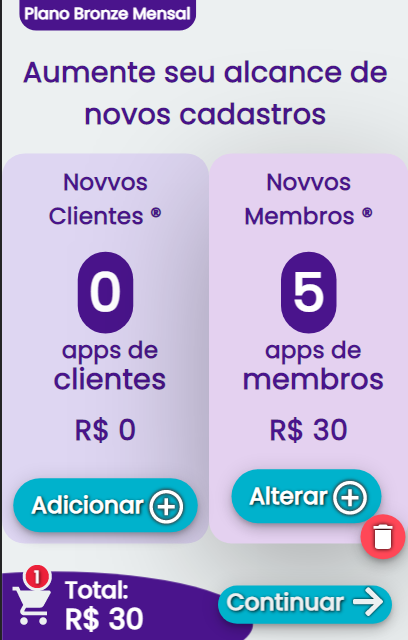 Plano Bronze Mensal
Aumente seu alcance de
novos cadastros
Novvos
Clientes ®
0
apps de
clientes
R$ 0
Adicionar
Novvos
Membros ®
5
apps de
membros
R$ 30
Alterar
1
Total:
R$ 30
Continuar